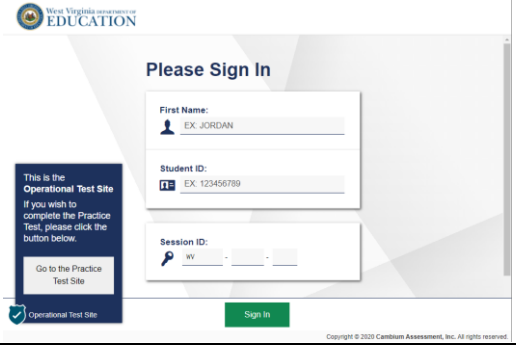 West Virginia DEPARTMENT OF
EDUCATION
Please Sign In
First Name:
EX: JORDAN
Student ID:
EX: 123456789
This is the
Operational Test Site
If you wish to
complete the Practice
Test, please click the
button below.
Go to the Practice
Test Site
Operational Test Site
Session ID:
WV - -
Sign In
Copyright © 2020 Cambium Assessment, Inc. All rights reserved.